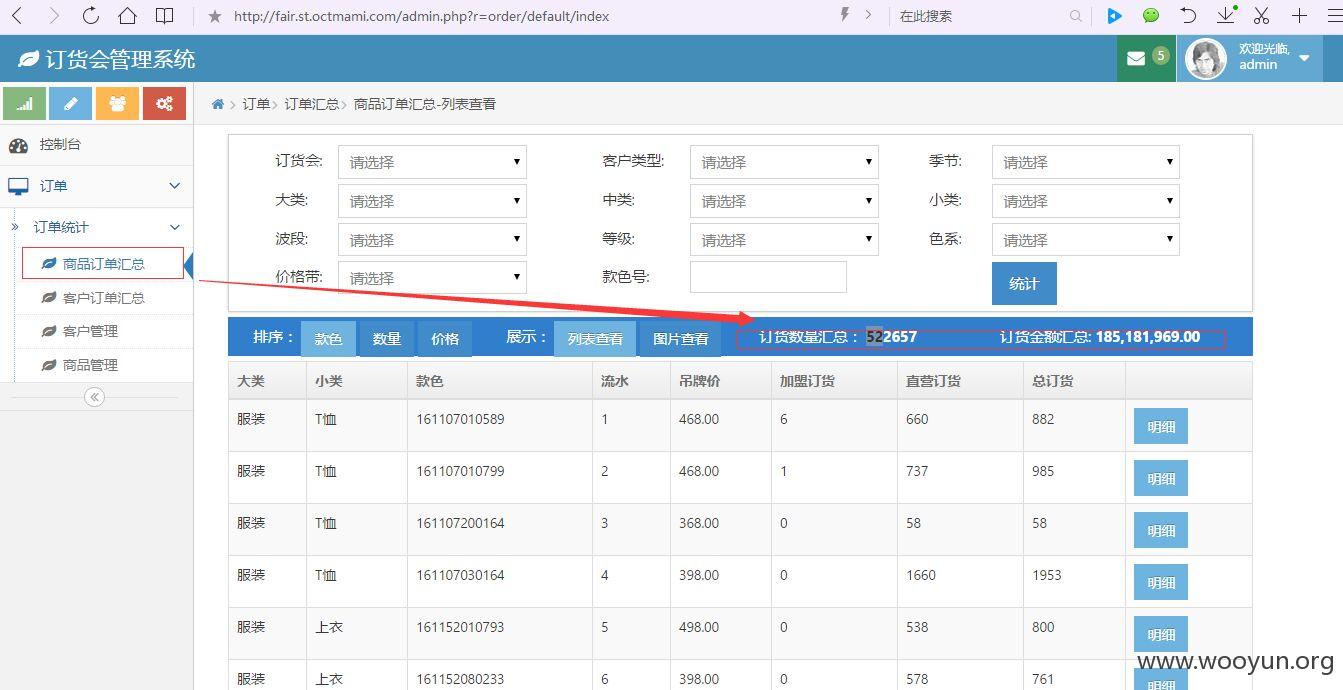 http://fair.st.octmami.com/admin.php?r=order/default/index
在此搜索
订货会管理系统
5
欢迎光临,
admin
订单 订单汇总 商品订单汇总-列表查看
控制台
订单
订单统计
商品订单汇总
客户订单汇总
客户管理
商品管理
订货会: 请选择 客户类型: 请选择 季节: 请选择
大类: 请选择 中类: 请选择 小类: 请选择
波段: 请选择 等级: 请选择 色系: 请选择
价格带: 请选择 款色号: 统计
排序： 款色 数量 价格 展示： 列表查看 图片查看 订货数量汇总： 522657 订货金额汇总: 185,181,969.00
大类 小类 款色 流水 吊牌价 加盟订货 直营订货 总订货
服装 T恤 161107010589 1 468.00 6 660 882 明细
服装 T恤 161107010799 2 468.00 1 737 985 明细
服装 T恤 161107200164 3 368.00 0 58 58 明细
服装 T恤 161107030164 4 398.00 0 1660 1953 明细
服装 上衣 161152010793 5 498.00 0 538 800 明细
服装 上衣 161152080233 6 398.00 0 578 761 明细
www.wooyun.org